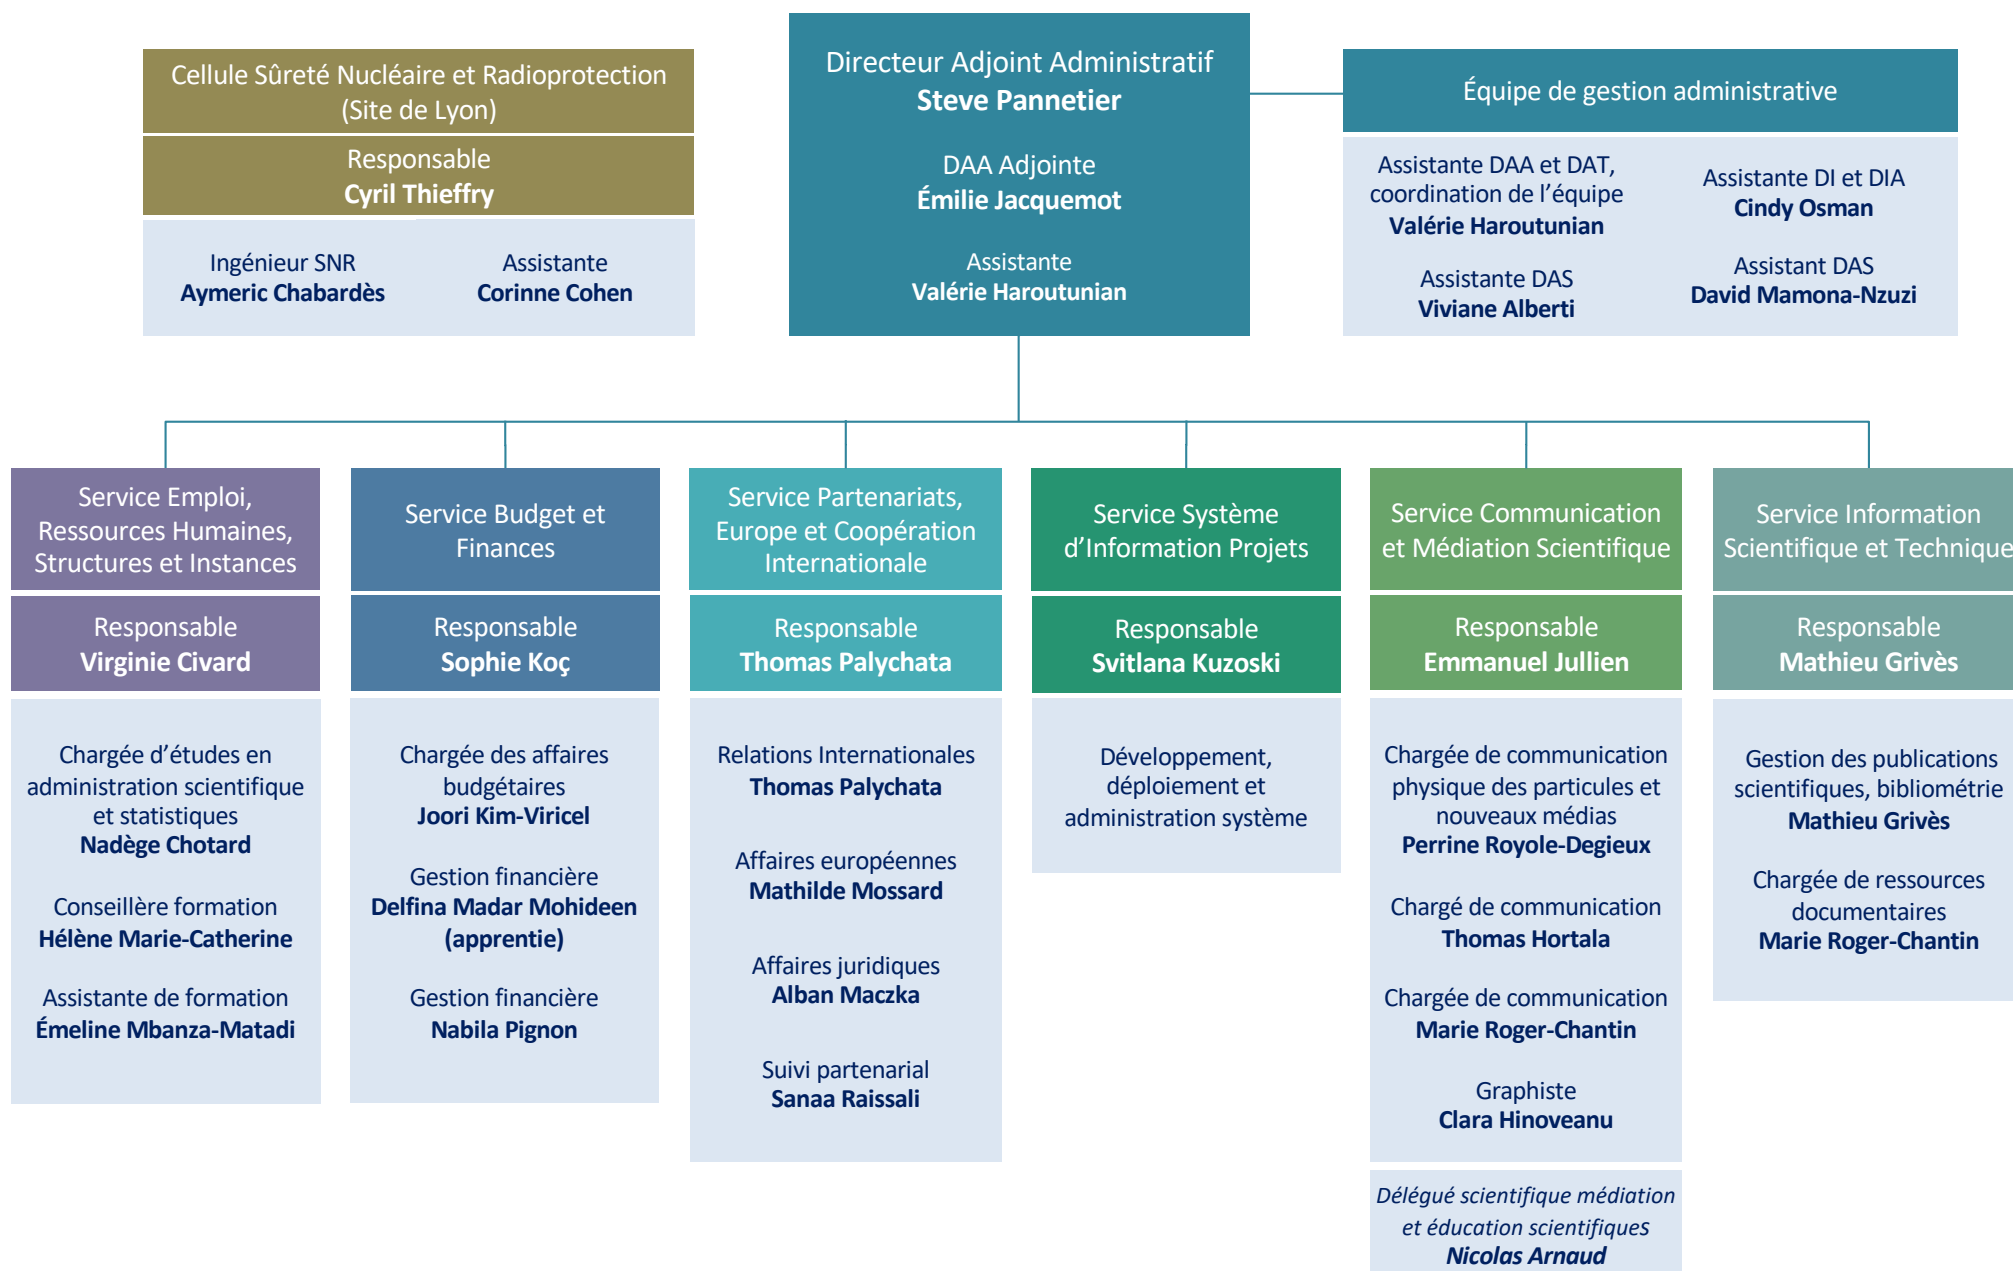 Cellule Sûreté Nucléaire et Radioprotection
(Site de Lyon)
Responsable
Cyril Thieffry
Ingénieur SNR
Aymeric Chabardès
Assistante
Corinne Cohen
Directeur Adjoint Administratif
Steve Pannetier
DAA Adjointe
Émilie Jacquemot
Assistante
Valérie Haroutunian
Équipe de gestion administrative
Assistante DAA et DAT,
coordination de l’équipe
Valérie Haroutunian
Assistante DI et DIA
Cindy Osman
Assistante DAS
Viviane Alberti
Assistant DAS
David Mamona-Nzuzi
Service Emploi,
Ressources Humaines,
Structures et Instances
Responsable
Virginie Civard
Chargée d’études en
administration scientifique
et statistiques
Nadège Chotard
Conseillère formation
Hélène Marie-Catherine
Assistante de formation
Émeline Mbanza-Matadi
Service Budget et
Finances
Responsable
Sophie Koç
Chargée des affaires
budgétaires
Joori Kim-Viricel
Gestion financière
Delfina Madar Mohideen
(apprentie)
Gestion financière
Nabila Pignon
Service Partenariats,
Europe et Coopération
Internationale
Responsable
Thomas Palychata
Relations Internationales
Thomas Palychata
Affaires européennes
Mathilde Mossard
Affaires juridiques
Alban Maczka
Suivi partenarial
Sanaa Raissali
Service Système
d’Information Projets
Responsable
Svitlana Kuzoski
Développement,
déploiement et
administration système
Service Communication
et Médiation Scientifique
Responsable
Emmanuel Jullien
Chargée de communication
physique des particules et
nouveaux médias
Perrine Royole-Degieux
Chargé de communication
Thomas Hortala
Chargée de communication
Marie Roger-Chantin
Graphiste
Clara Hinoveanu
Délégué scientifique médiation
et éducation scientifiques
Nicolas Arnaud
Service Information
Scientifique et Technique
Responsable
Mathieu Grivès
Gestion des publications
scientifiques, bibliométrie
Mathieu Grivès
Chargée de ressources
documentaires
Marie Roger-Chantin